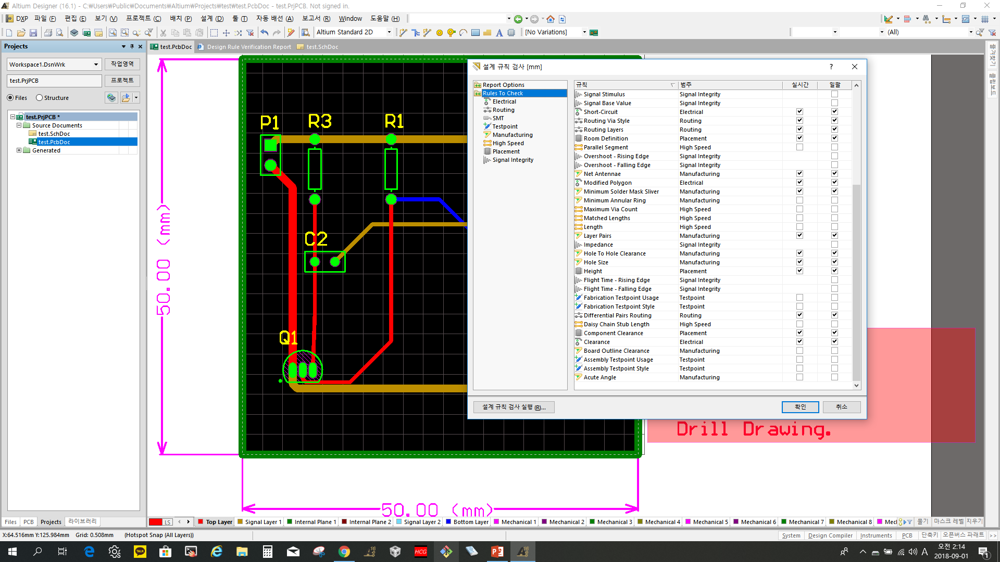 Altium Designer (16.1) - C:₩Users₩Public₩Documents₩Altium₩Projects₩test₩test.PcbDoc - test.PrjPCB. Not signed in.
DXP 파일 (F) 편집 (E) 보기 (V) 프로젝트 (C) 배치 (P) 설계 (D) 툴 (T) 자동 배선 (A) 보고서 (R) Window 도움말 (H)
Altium Standard 2D [No Variations] (All)
Projects
test.PcbDoc Design Rule Verification Report test.SchDoc
Workspace1.DsnWrk 작업영역
test.PrjPCB 프로젝트
Files Structure
test.PrjPCB *
Source Documents
test.SchDoc
test.PcbDoc
Generated
50.00 (mm)
P1 R3 R1
C2
Q1
50.00 (mm)
Drill Drawing.
설계 규칙 검사 [mm]
?
Report Options
Rules To Check
Electrical
Routing
SMT
Testpoint
Manufacturing
High Speed
Placement
Signal Integrity
규칙 범주 실시간 일괄
Signal Stimulus Signal Integrity
Signal Base Value Signal Integrity
Short-Circuit Electrical
Routing Via Style Routing
Routing Layers Routing
Room Definition Placement
Parallel Segment High Speed
Overshoot - Rising Edge Signal Integrity
Overshoot - Falling Edge Signal Integrity
Net Antennae Manufacturing
Modified Polygon Electrical
Minimum Solder Mask Sliver Manufacturing
Minimum Annular Ring Manufacturing
Maximum Via Count High Speed
Matched Lengths High Speed
Length High Speed
Layer Pairs Manufacturing
Impedance Signal Integrity
Hole To Hole Clearance Manufacturing
Hole Size Manufacturing
Height Placement
Flight Time - Rising Edge Signal Integrity
Flight Time - Falling Edge Signal Integrity
Fabrication Testpoint Usage Testpoint
Fabrication Testpoint Style Testpoint
Differential Pairs Routing Routing
Daisy Chain Stub Length High Speed
Component Clearance Placement
Clearance Electrical
Board Outline Clearance Manufacturing
Assembly Testpoint Usage Testpoint
Assembly Testpoint Style Testpoint
Acute Angle Manufacturing
설계 규칙 검사 실행 (R)... 확인 취소
즐겨찾기
클립보드
Files PCB Projects 라이브러리
LS Top Layer Signal Layer 1 Internal Plane 1 Internal Plane 2 Signal Layer 2 Bottom Layer Mechanical 1 Mechanical 2 Mechanical 3 Mechanical 4 Mechanical 5 Mechanical 6 Mechanical 7 Mechanical 8 Mecl 물기 마스크 레벨 지우기
X:64.516mm Y:125.984mm Grid: 0.508mm (Hotspot Snap (All Layers))
System Design Compiler Instruments PCB 단축키 오픈버스 파레트 >>
TALK HCG 16 16 A 오전 2:14
2018-09-01 1